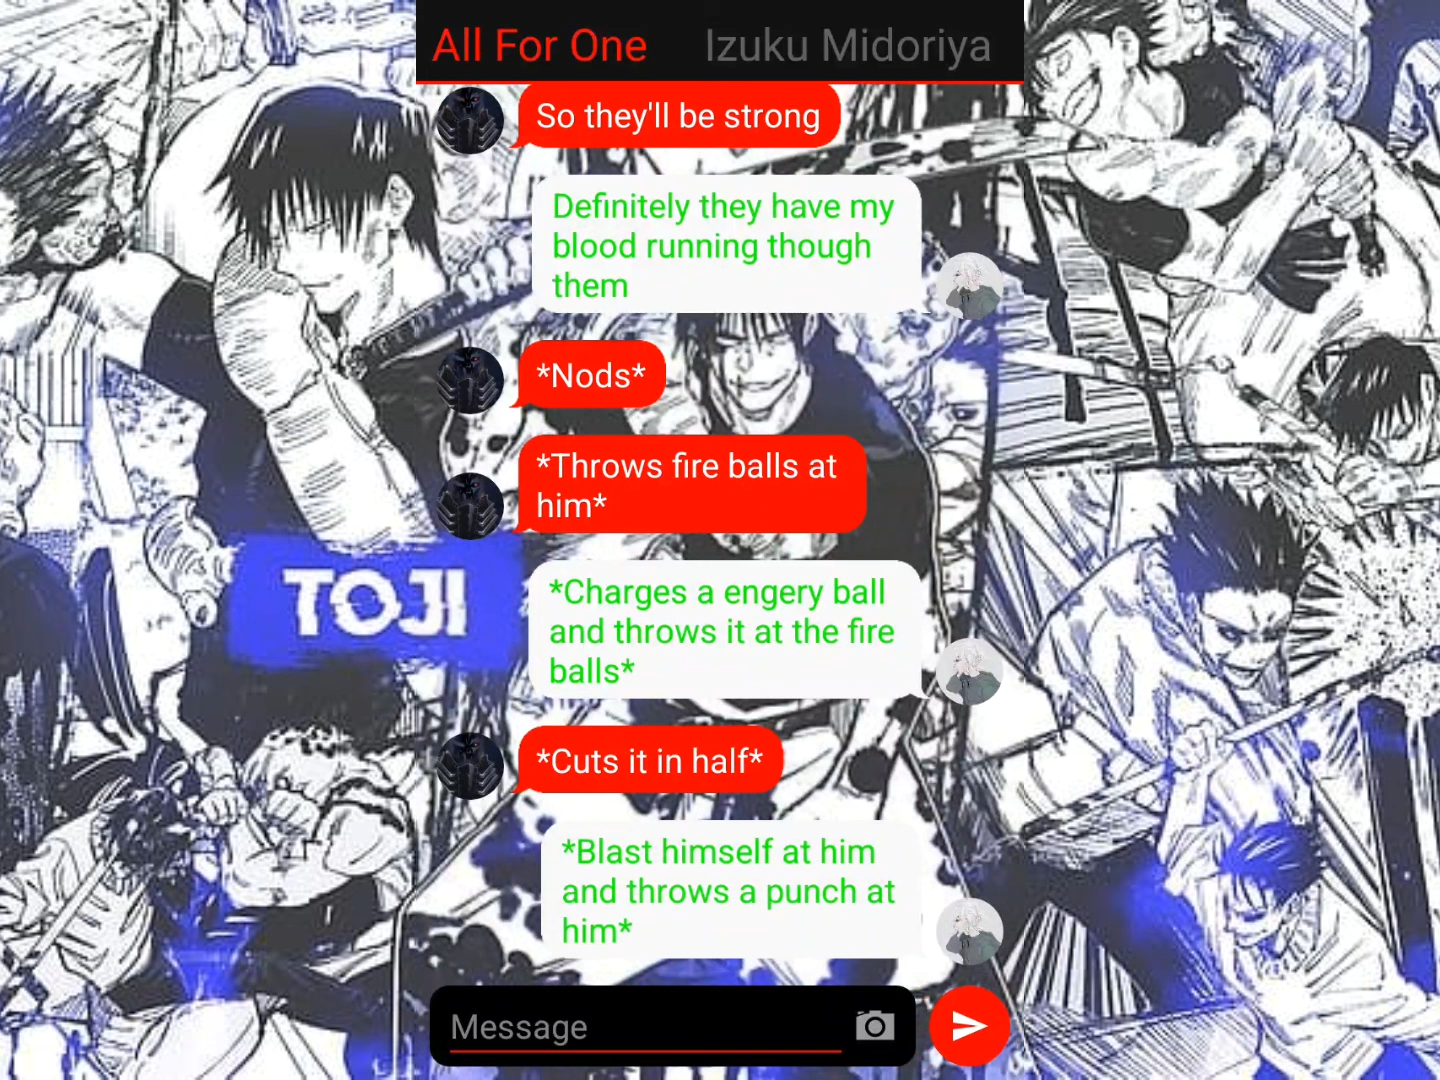 All For One Izuku Midoriya
So they'll be strong
Definitely they have my
blood running though
them
*Nods*
*Throws fire balls at
him*
TOJI
*Charges a engery ball
and throws it at the fire
balls*
*Cuts it in half*
*Blast himself at him
and throws a punch at
him*
Message